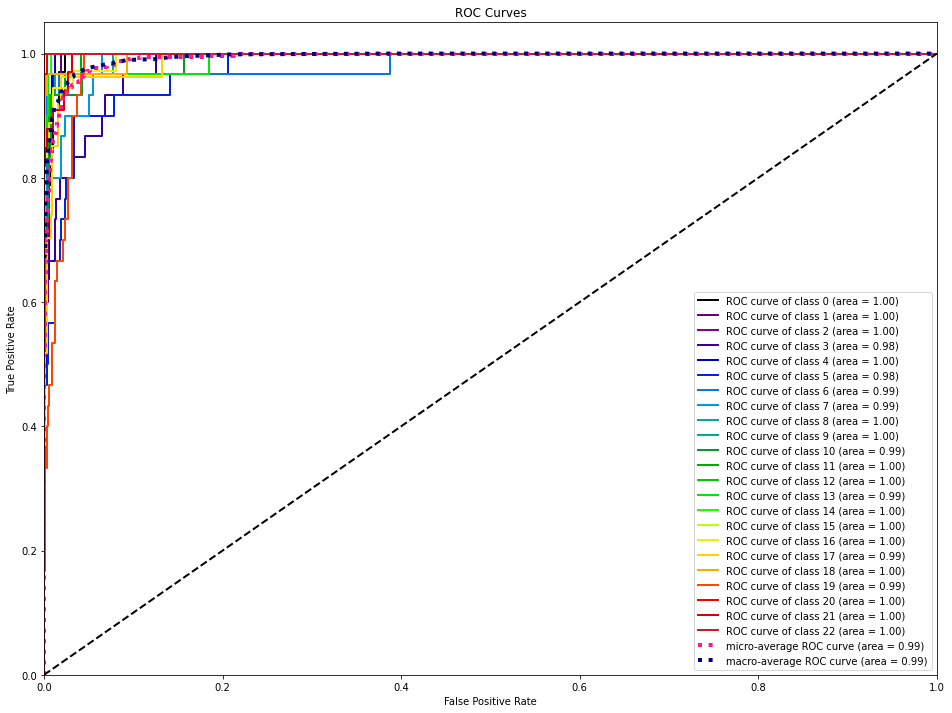 ROC Curves
True Positive Rate
1.0
0.8
0.6
0.4
0.2
0.0
ROC curve of class 0 (area = 1.00)
ROC curve of class 1 (area = 1.00)
ROC curve of class 2 (area = 1.00)
ROC curve of class 3 (area = 0.98)
ROC curve of class 4 (area = 1.00)
ROC curve of class 5 (area = 0.98)
ROC curve of class 6 (area = 0.99)
ROC curve of class 7 (area = 0.99)
ROC curve of class 8 (area = 1.00)
ROC curve of class 9 (area = 1.00)
ROC curve of class 10 (area = 0.99)
ROC curve of class 11 (area = 1.00)
ROC curve of class 12 (area = 1.00)
ROC curve of class 13 (area = 0.99)
ROC curve of class 14 (area = 1.00)
ROC curve of class 15 (area = 1.00)
ROC curve of class 16 (area = 1.00)
ROC curve of class 17 (area = 0.99)
ROC curve of class 18 (area = 1.00)
ROC curve of class 19 (area = 0.99)
ROC curve of class 20 (area = 1.00)
ROC curve of class 21 (area = 1.00)
ROC curve of class 22 (area = 1.00)
micro-average ROC curve (area = 0.99)
macro-average ROC curve (area = 0.99)
0.0 0.2 0.4 0.6 0.8 1.0
False Positive Rate